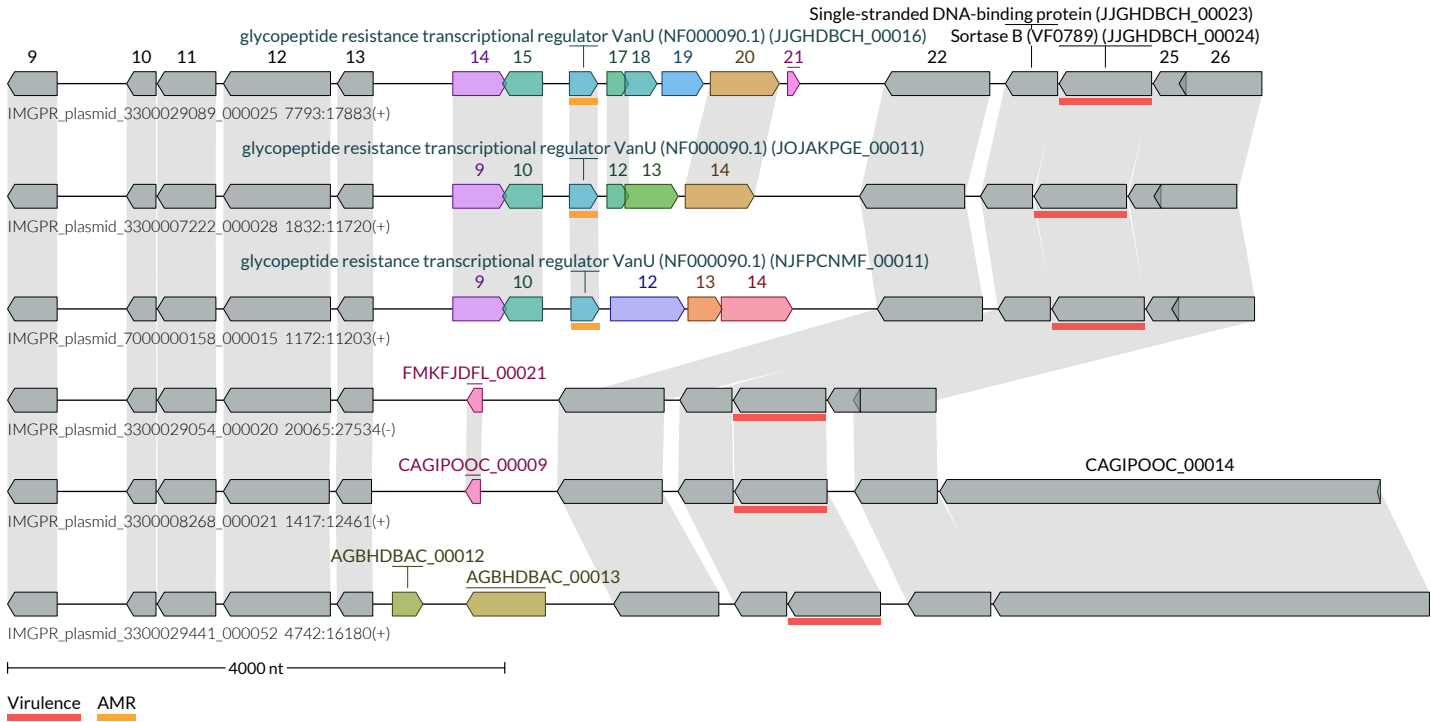 Single-stranded DNA-binding protein (JJGHDBCH_00023)
glycopeptide resistance transcriptional regulator VanU (NF000090.1) (JJGHDBCH_00016) Sortase B (VF0789) (JJGHDBCH_00024)
9 10 11 12 13 14 15 17 18 19 20 21 22 25 26
IMGPR_plasmid_3300029089_000025 7793:17883(+)
glycopeptide resistance transcriptional regulator VanU (NF000090.1) (JOJAKPGE_00011)
9 10 12 13 14
IMGPR_plasmid_3300007222_000028 1832:11720(+)
glycopeptide resistance transcriptional regulator VanU (NF000090.1) (NJFPCNMF_00011)
9 10 12 13 14
IMGPR_plasmid_7000000158_000015 1172:11203(+)
FMKFJDFL_00021
IMGPR_plasmid_3300029054_000020 20065:27534(-)
CAGIPOOC_00009 CAGIPOOC_00014
IMGPR_plasmid_3300008268_000021 1417:12461(+)
AGBHDBAC_00012
AGBHDBAC_00013
IMGPR_plasmid_3300029441_000052 4742:16180(+)
4000 nt
Virulence AMR